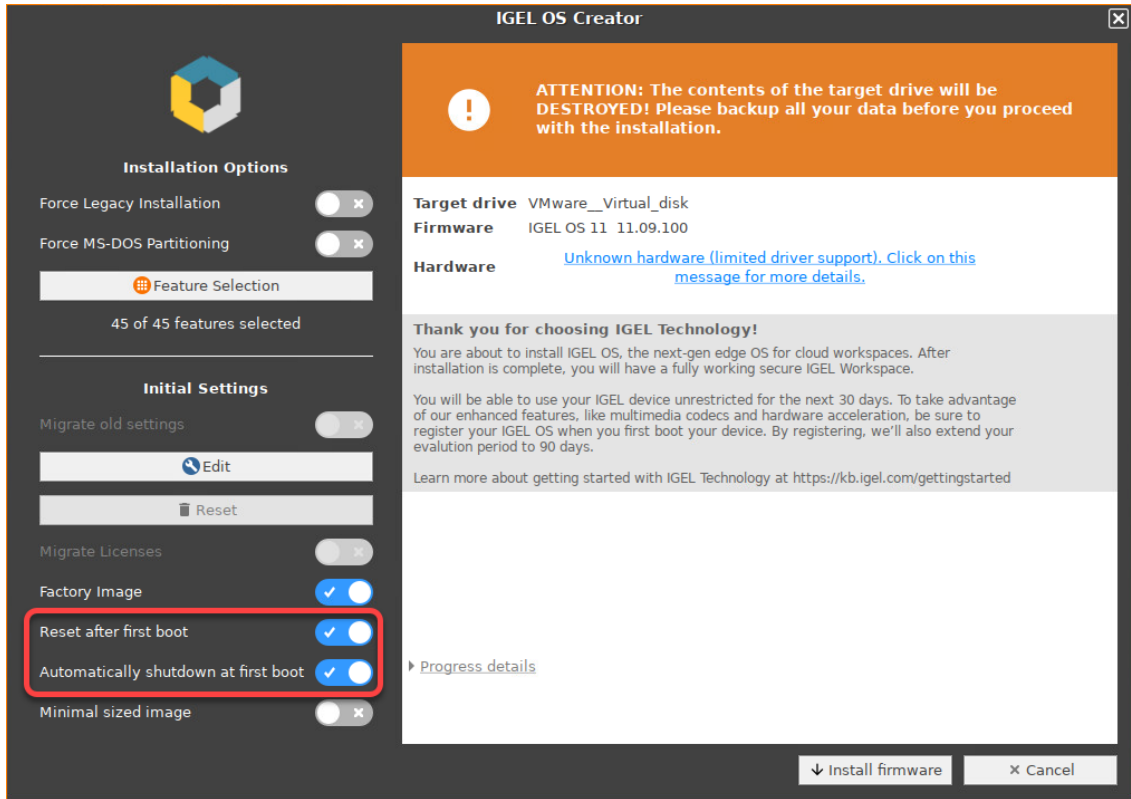 IGEL OS Creator
Installation Options
Force Legacy Installation
Force MS-DOS Partitioning
Feature Selection
45 of 45 features selected
Initial Settings
Migrate old settings
Edit
Reset
Migrate Licenses
Factory Image
Reset after first boot
Automatically shutdown at first boot
Minimal sized image
ATTENTION: The contents of the target drive will be
DESTROYED! Please backup all your data before you proceed
with the installation.
Target drive VMware__Virtual_disk
Firmware IGEL OS 11 11.09.100
Hardware Unknown hardware (limited driver support). Click on this
message for more details.
Thank you for choosing IGEL Technology!
You are about to install IGEL OS, the next-gen edge OS for cloud workspaces. After
installation is complete, you will have a fully working secure IGEL Workspace.
You will be able to use your IGEL device unrestricted for the next 30 days. To take advantage
of our enhanced features, like multimedia codecs and hardware acceleration, be sure to
register your IGEL OS when you first boot your device. By registering, we’ll also extend your
evalution period to 90 days.
Learn more about getting started with IGEL Technology at https://kb.igel.com/gettingstarted
Progress details
Install firmware
Cancel